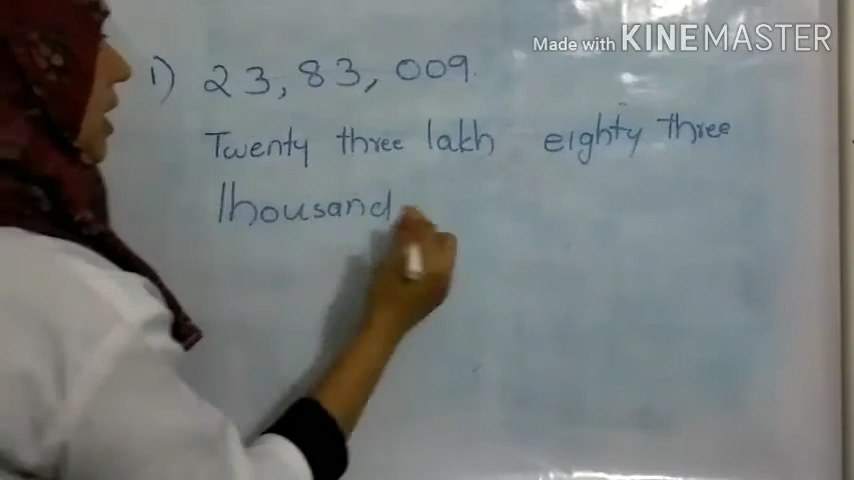 Made with KINEMASTER
1) 23, 83, 009.
Twenty three lakh eighty three
thousand